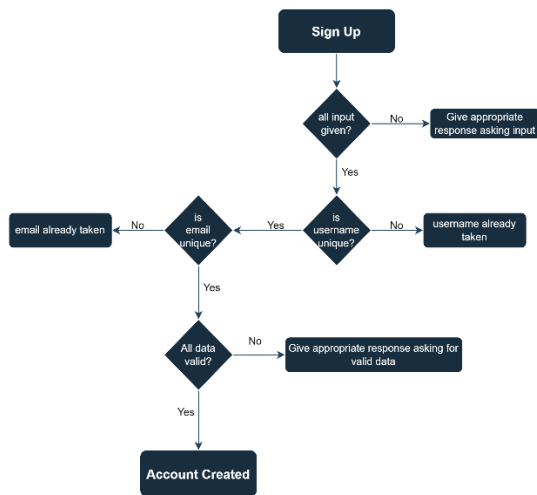 Sign Up
all input
given?
No
Give appropriate
response asking input
Yes
email already taken
No
is
email
unique?
Yes
is
username
unique?
No
username already
taken
Yes
All data
valid?
No
Give appropriate response asking for
valid data
Yes
Account Created